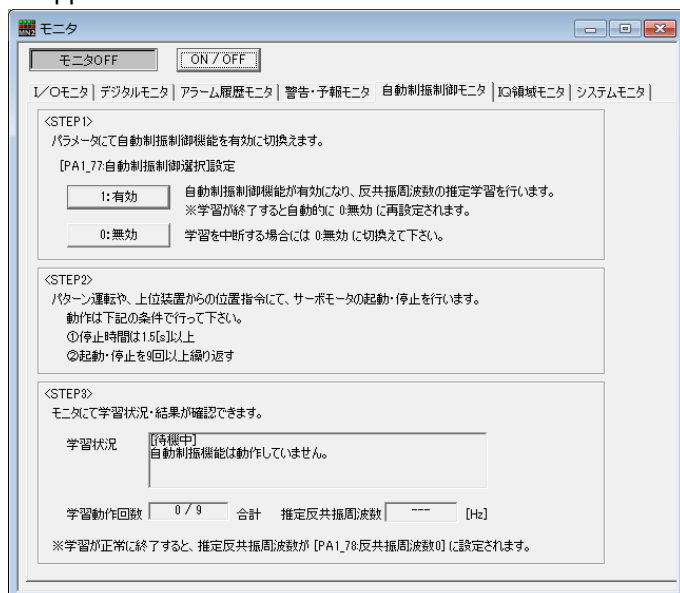 MN2 モニタ
モニタOFF ON / OFF
I/Oモニタ デジタルモニタ アラーム履歴モニタ 警告・予報モニタ 自動制振制御モニタ IQ領域モニタ システムモニタ
<STEP1>
パラメータにて自動制振制御機能を有効に切換えます。
[PA1_77:自動制振制御選択]設定
1:有効 自動制振制御機能が有効になり、反共振周波数の推定学習を行います。
※学習が終了すると自動的に 0:無効 に再設定されます。
0:無効 学習を中断する場合には 0:無効 に切換えて下さい。
<STEP2>
パターン運転や、上位装置からの位置指令にて、サーボモータの起動・停止を行います。
動作は下記の条件で行って下さい。
①停止時間は1.5[s]以上
②起動・停止を9回以上繰り返す
<STEP3>
モニタにて学習状況・結果が確認できます。
学習状況 [待機中]
自動制振機能は動作していません。
学習動作回数 0 / 9 合計 推定反共振周波数 --- [Hz]
※学習が正常に終了すると、推定反共振周波数が [PA1_78:反共振周波数0] に設定されます。